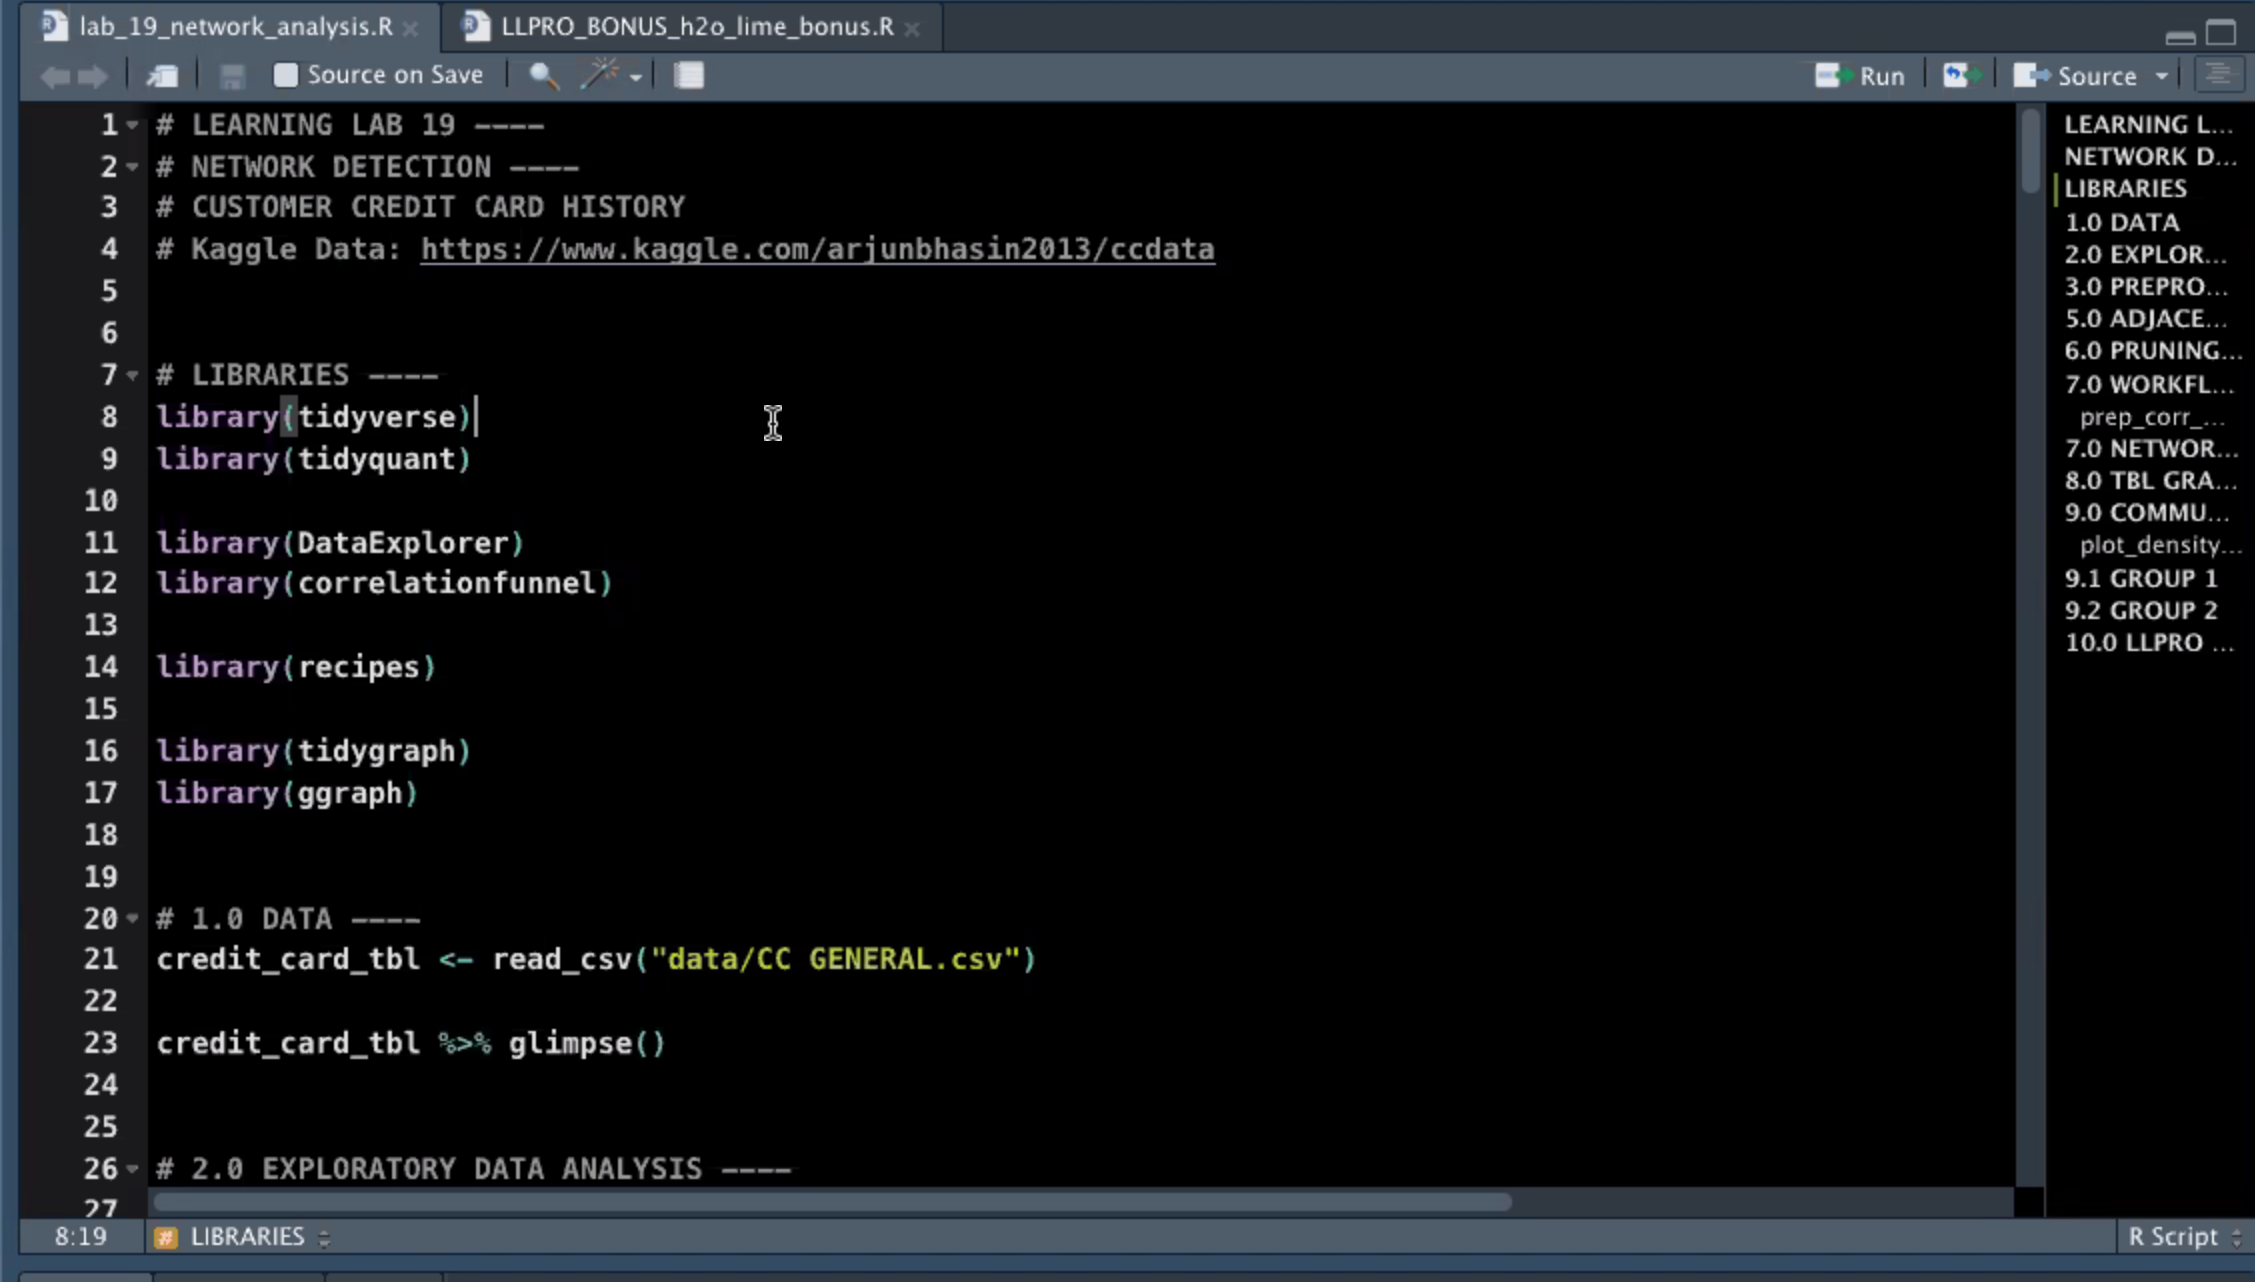 lab_19_network_analysis.R
LLPRO_BONUS_h2o_lime_bonus.R
Source on Save
Run
Source
1 # LEARNING LAB 19 ----
2 # NETWORK DETECTION ----
3 # CUSTOMER CREDIT CARD HISTORY
4 # Kaggle Data: https://www.kaggle.com/arjunbhasin2013/ccdata
5
6
7 # LIBRARIES ----
8 library(tidyverse)
9 library(tidyquant)
10
11 library(DataExplorer)
12 library(correlationfunnel)
13
14 library(recipes)
15
16 library(tidygraph)
17 library(ggraph)
18
19
20 # 1.0 DATA ----
21 credit_card_tbl <- read_csv("data/CC GENERAL.csv")
22
23 credit_card_tbl %>% glimpse()
24
25
26 # 2.0 EXPLORATORY DATA ANALYSIS ----
27
LEARNING L...
NETWORK D...
LIBRARIES
1.0 DATA
2.0 EXPLOR...
3.0 PREPRO...
5.0 ADJACE...
6.0 PRUNING...
7.0 WORKFL...
prep_corr_...
7.0 NETWOR...
8.0 TBL GRA...
9.0 COMMU...
plot_density...
9.1 GROUP 1
9.2 GROUP 2
10.0 LLPRO ...
8:19
# LIBRARIES
R Script